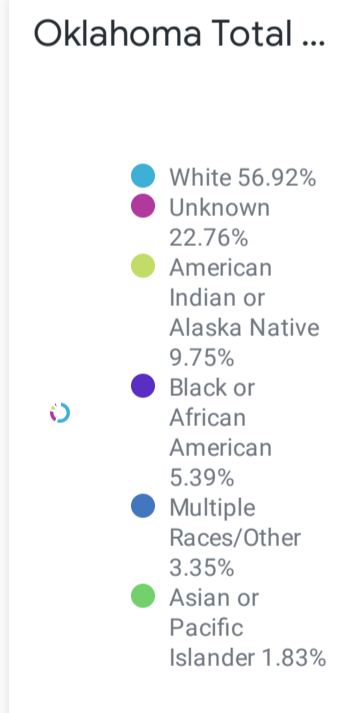 Oklahoma Total ...
White 56.92%
Unknown
22.76%
American
Indian or
Alaska Native
9.75%
Black or
African
American
5.39%
Multiple
Races/Other
3.35%
Asian or
Pacific
Islander 1.83%